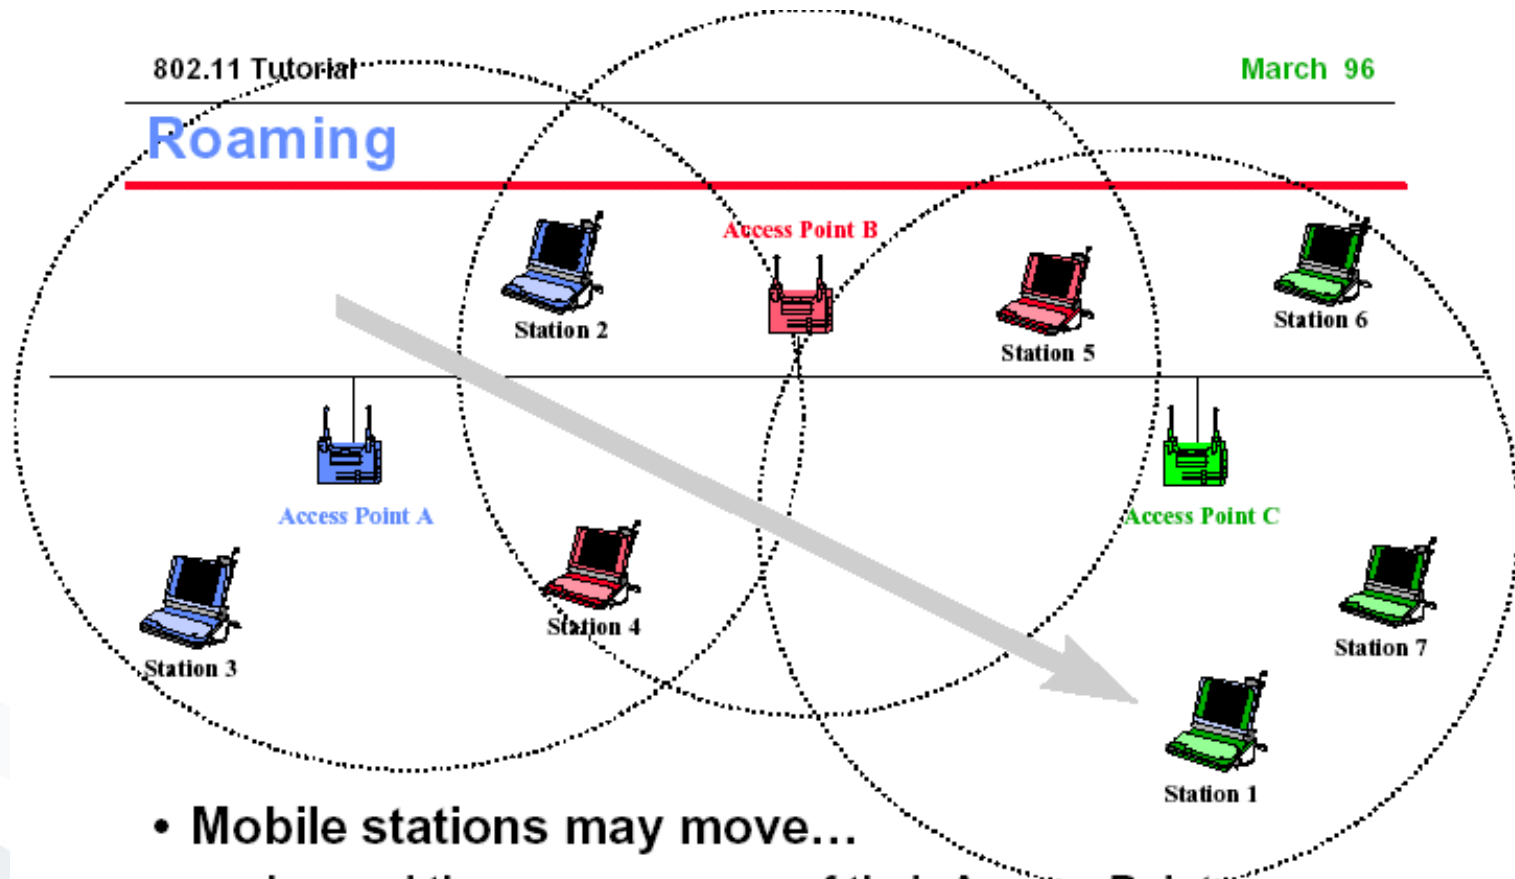 802.11 Tutorial
March 96
Roaming
Access Point B
Station 2
Station 5
Station 6
Access Point A
Access Point C
Station 3
Station 4
Station 7
Station 1
• Mobile stations may move…